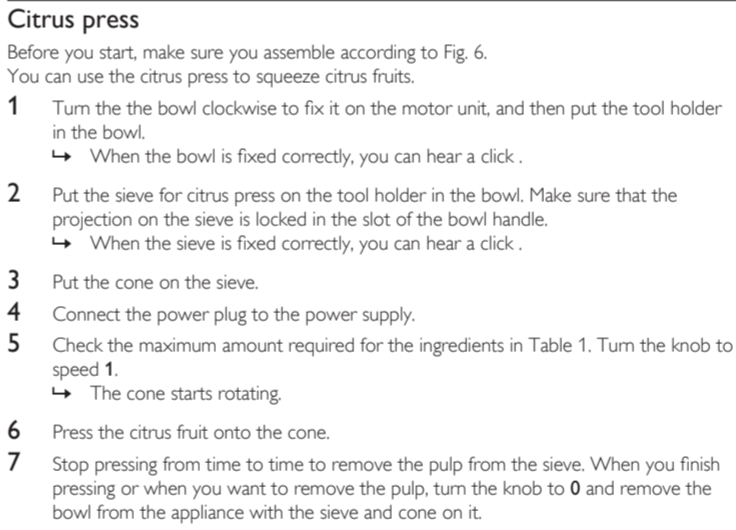 Citrus press
Before you start, make sure you assemble according to Fig. 6.
You can use the citrus press to squeeze citrus fruits.
1 Turn the the bowl clockwise to fix it on the motor unit, and then put the tool holder
in the bowl.
↳ When the bowl is fixed correctly, you can hear a click .
2 Put the sieve for citrus press on the tool holder in the bowl. Make sure that the
projection on the sieve is locked in the slot of the bowl handle.
↳ When the sieve is fixed correctly, you can hear a click .
3 Put the cone on the sieve.
4 Connect the power plug to the power supply.
5 Check the maximum amount required for the ingredients in Table 1. Turn the knob to
speed 1.
↳ The cone starts rotating.
6 Press the citrus fruit onto the cone.
7 Stop pressing from time to time to remove the pulp from the sieve. When you finish
pressing or when you want to remove the pulp, turn the knob to 0 and remove the
bowl from the appliance with the sieve and cone on it.